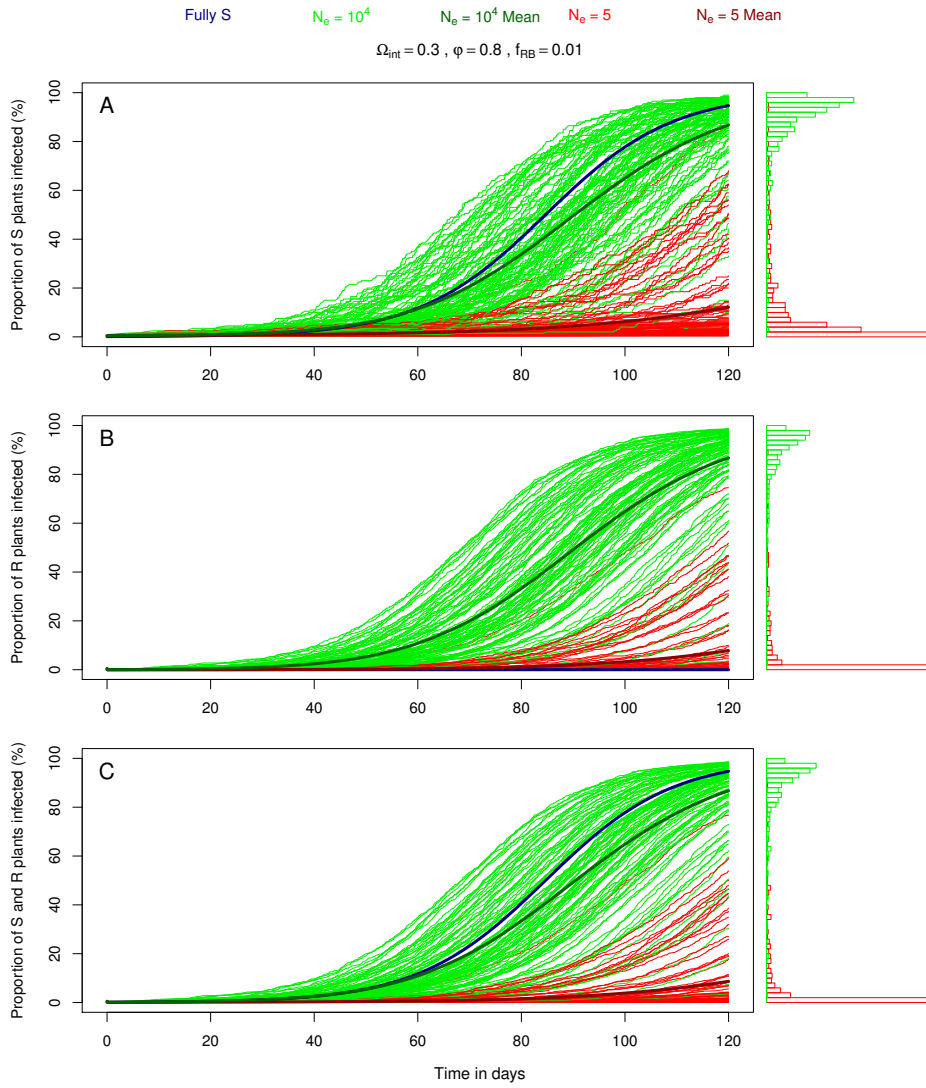 Fully S N_e = 10^4 N_e = 10^4 Mean N_e = 5 N_e = 5 Mean
Ω_int = 0.3 , φ = 0.8 , f_RB = 0.01
A
Proportion of S plants infected (%)
100
80
60
40
20
0
0 20 40 60 80 100 120
B
Proportion of R plants infected (%)
100
80
60
40
20
0
0 20 40 60 80 100 120
C
Proportion of S and R plants infected (%)
100
80
60
40
20
0
0 20 40 60 80 100 120
Time in days